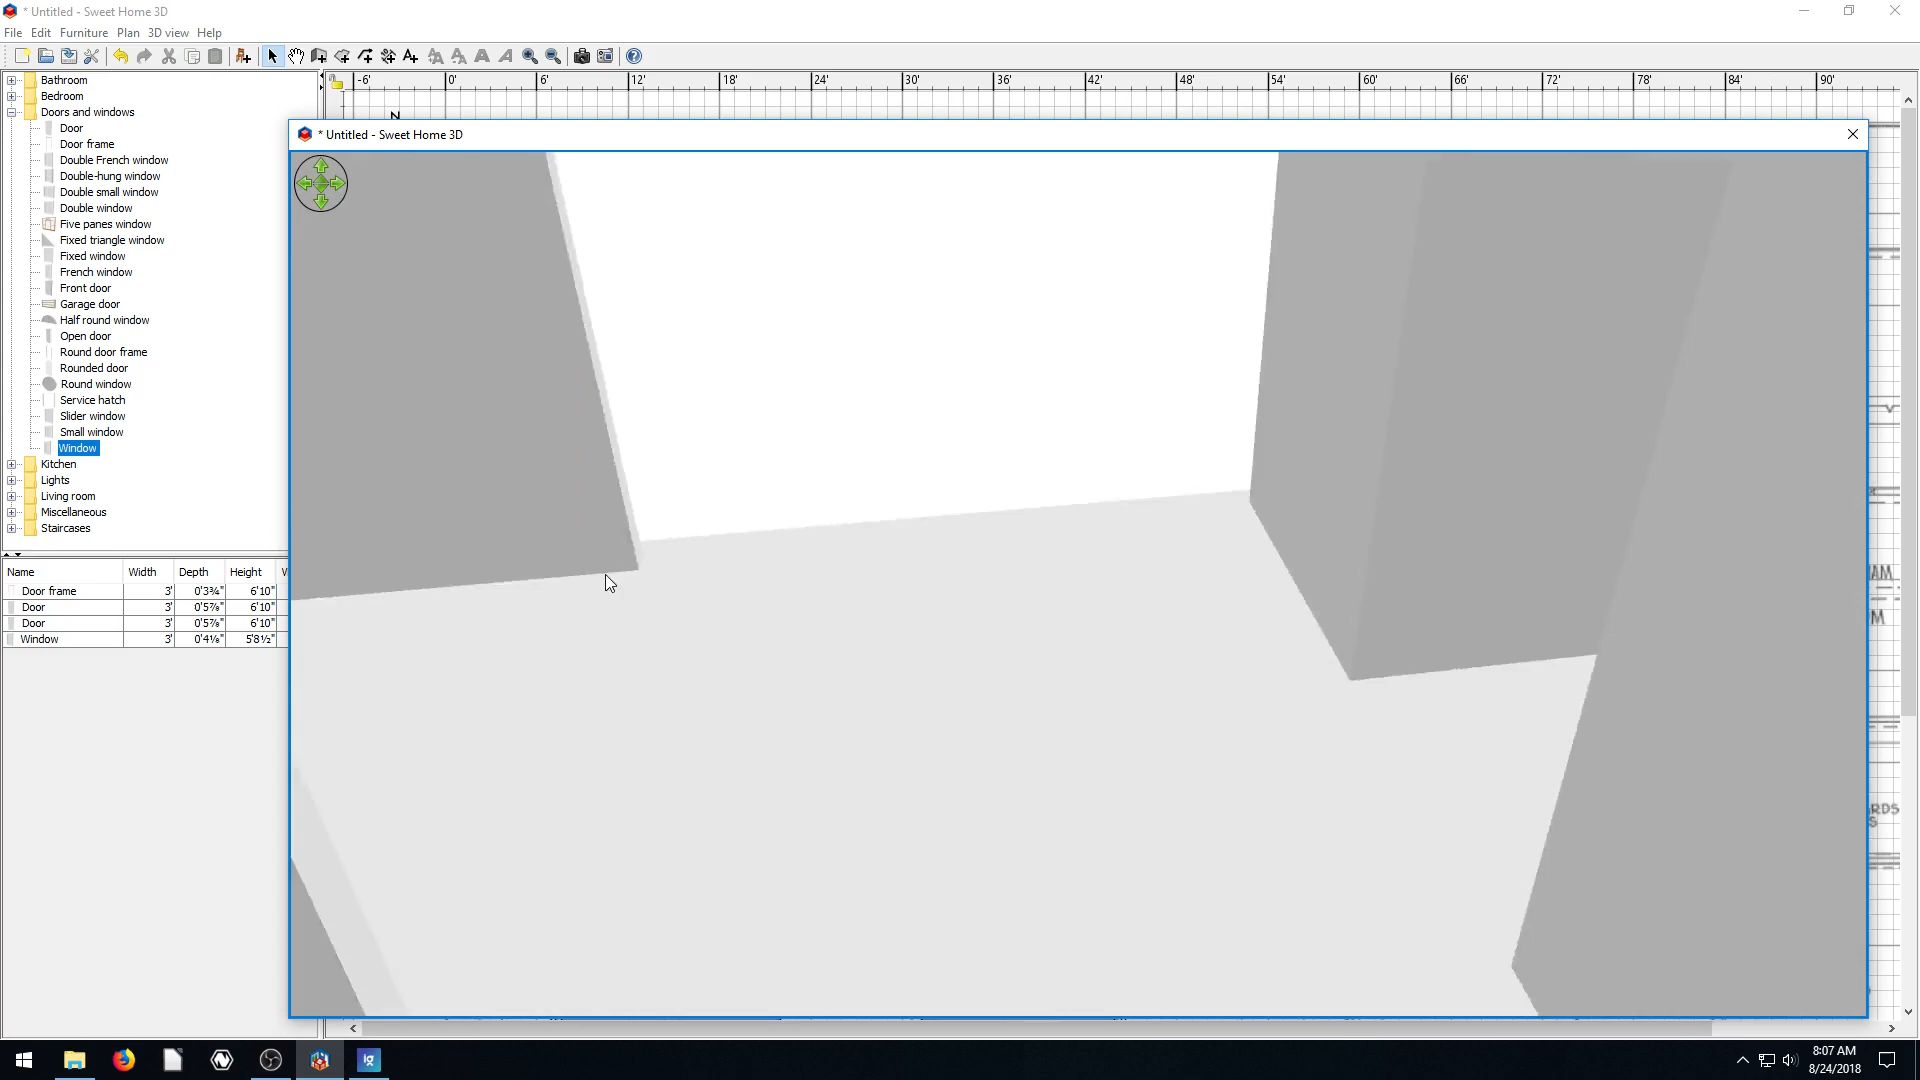 * Untitled - Sweet Home 3D
File Edit Furniture Plan 3D view Help
Bathroom
Bedroom
Doors and windows
Door
Door frame
Double French window
Double-hung window
Double small window
Double window
Five panes window
Fixed triangle window
Fixed window
French window
Front door
Garage door
Half round window
Open door
Round door frame
Rounded door
Round window
Service hatch
Slider window
Small window
Window
Kitchen
Lights
Living room
Miscellaneous
Staircases
Name Width Depth Height
Door frame 3' 0'3¾" 6'10"
Door 3' 0'5⅞" 6'10"
Door 3' 0'5⅞" 6'10"
Window 3' 0'4⅛" 5'8½"
-6' 0' 6' 12' 18' 24' 30' 36' 42' 48' 54' 60' 66' 72' 78' 84' 90'
N
* Untitled - Sweet Home 3D
ig
8:07 AM
8/24/2018